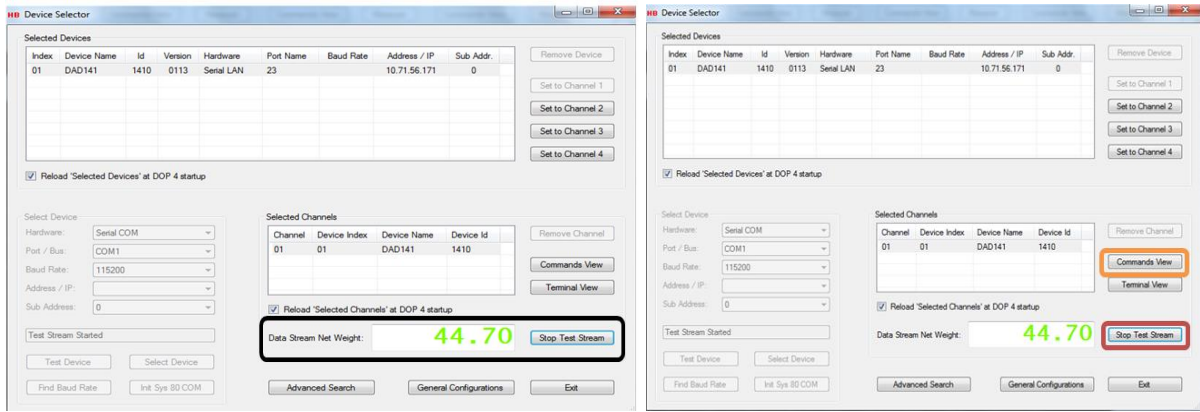 HB Device Selector
Selected Devices
Index Device Name Id Version Hardware Port Name Baud Rate Address / IP Sub Addr.
01 DAD141 1410 0113 Serial LAN 23 10.71.56.171 0
Remove Device
Set to Channel 1
Set to Channel 2
Set to Channel 3
Set to Channel 4
Reload 'Selected Devices' at DOP 4 startup
Select Device
Hardware: Serial COM
Port / Bus: COM1
Baud Rate: 115200
Address / IP:
Sub Address: 0
Test Stream Started
Test Device Select Device
Find Baud Rate Init Sys 80 COM
Selected Channels
Channel Device Index Device Name Device Id
01 01 DAD141 1410
Remove Channel
Commands View
Terminal View
Reload 'Selected Channels' at DOP 4 startup
Data Stream Net Weight: 44.70 Stop Test Stream
Advanced Search General Configurations Exit
HB Device Selector
Selected Devices
Index Device Name Id Version Hardware Port Name Baud Rate Address / IP Sub Addr.
01 DAD141 1410 0113 Serial LAN 23 10.71.56.171 0
Remove Device
Set to Channel 1
Set to Channel 2
Set to Channel 3
Set to Channel 4
Reload 'Selected Devices' at DOP 4 startup
Select Device
Hardware: Serial COM
Port / Bus: COM1
Baud Rate: 115200
Address / IP:
Sub Address: 0
Test Stream Started
Test Device Select Device
Find Baud Rate Init Sys 80 COM
Selected Channels
Channel Device Index Device Name Device Id
01 01 DAD141 1410
Remove Channel
Commands View
Terminal View
Reload 'Selected Channels' at DOP 4 startup
Data Stream Net Weight: 44.70 Stop Test Stream
Advanced Search General Configurations Exit